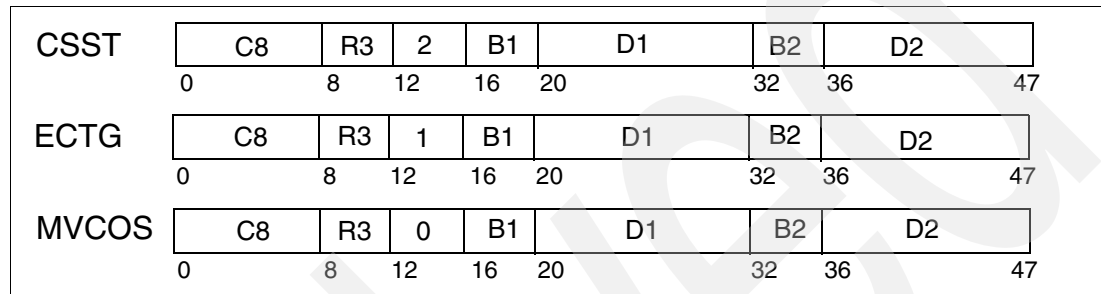 CSST C8 R3 2 B1 D1 B2 D2
0 8 12 16 20 32 36 47
ECTG C8 R3 1 B1 D1 B2 D2
0 8 12 16 20 32 36 47
MVCOS C8 R3 0 B1 D1 B2 D2
0 8 12 16 20 32 36 47